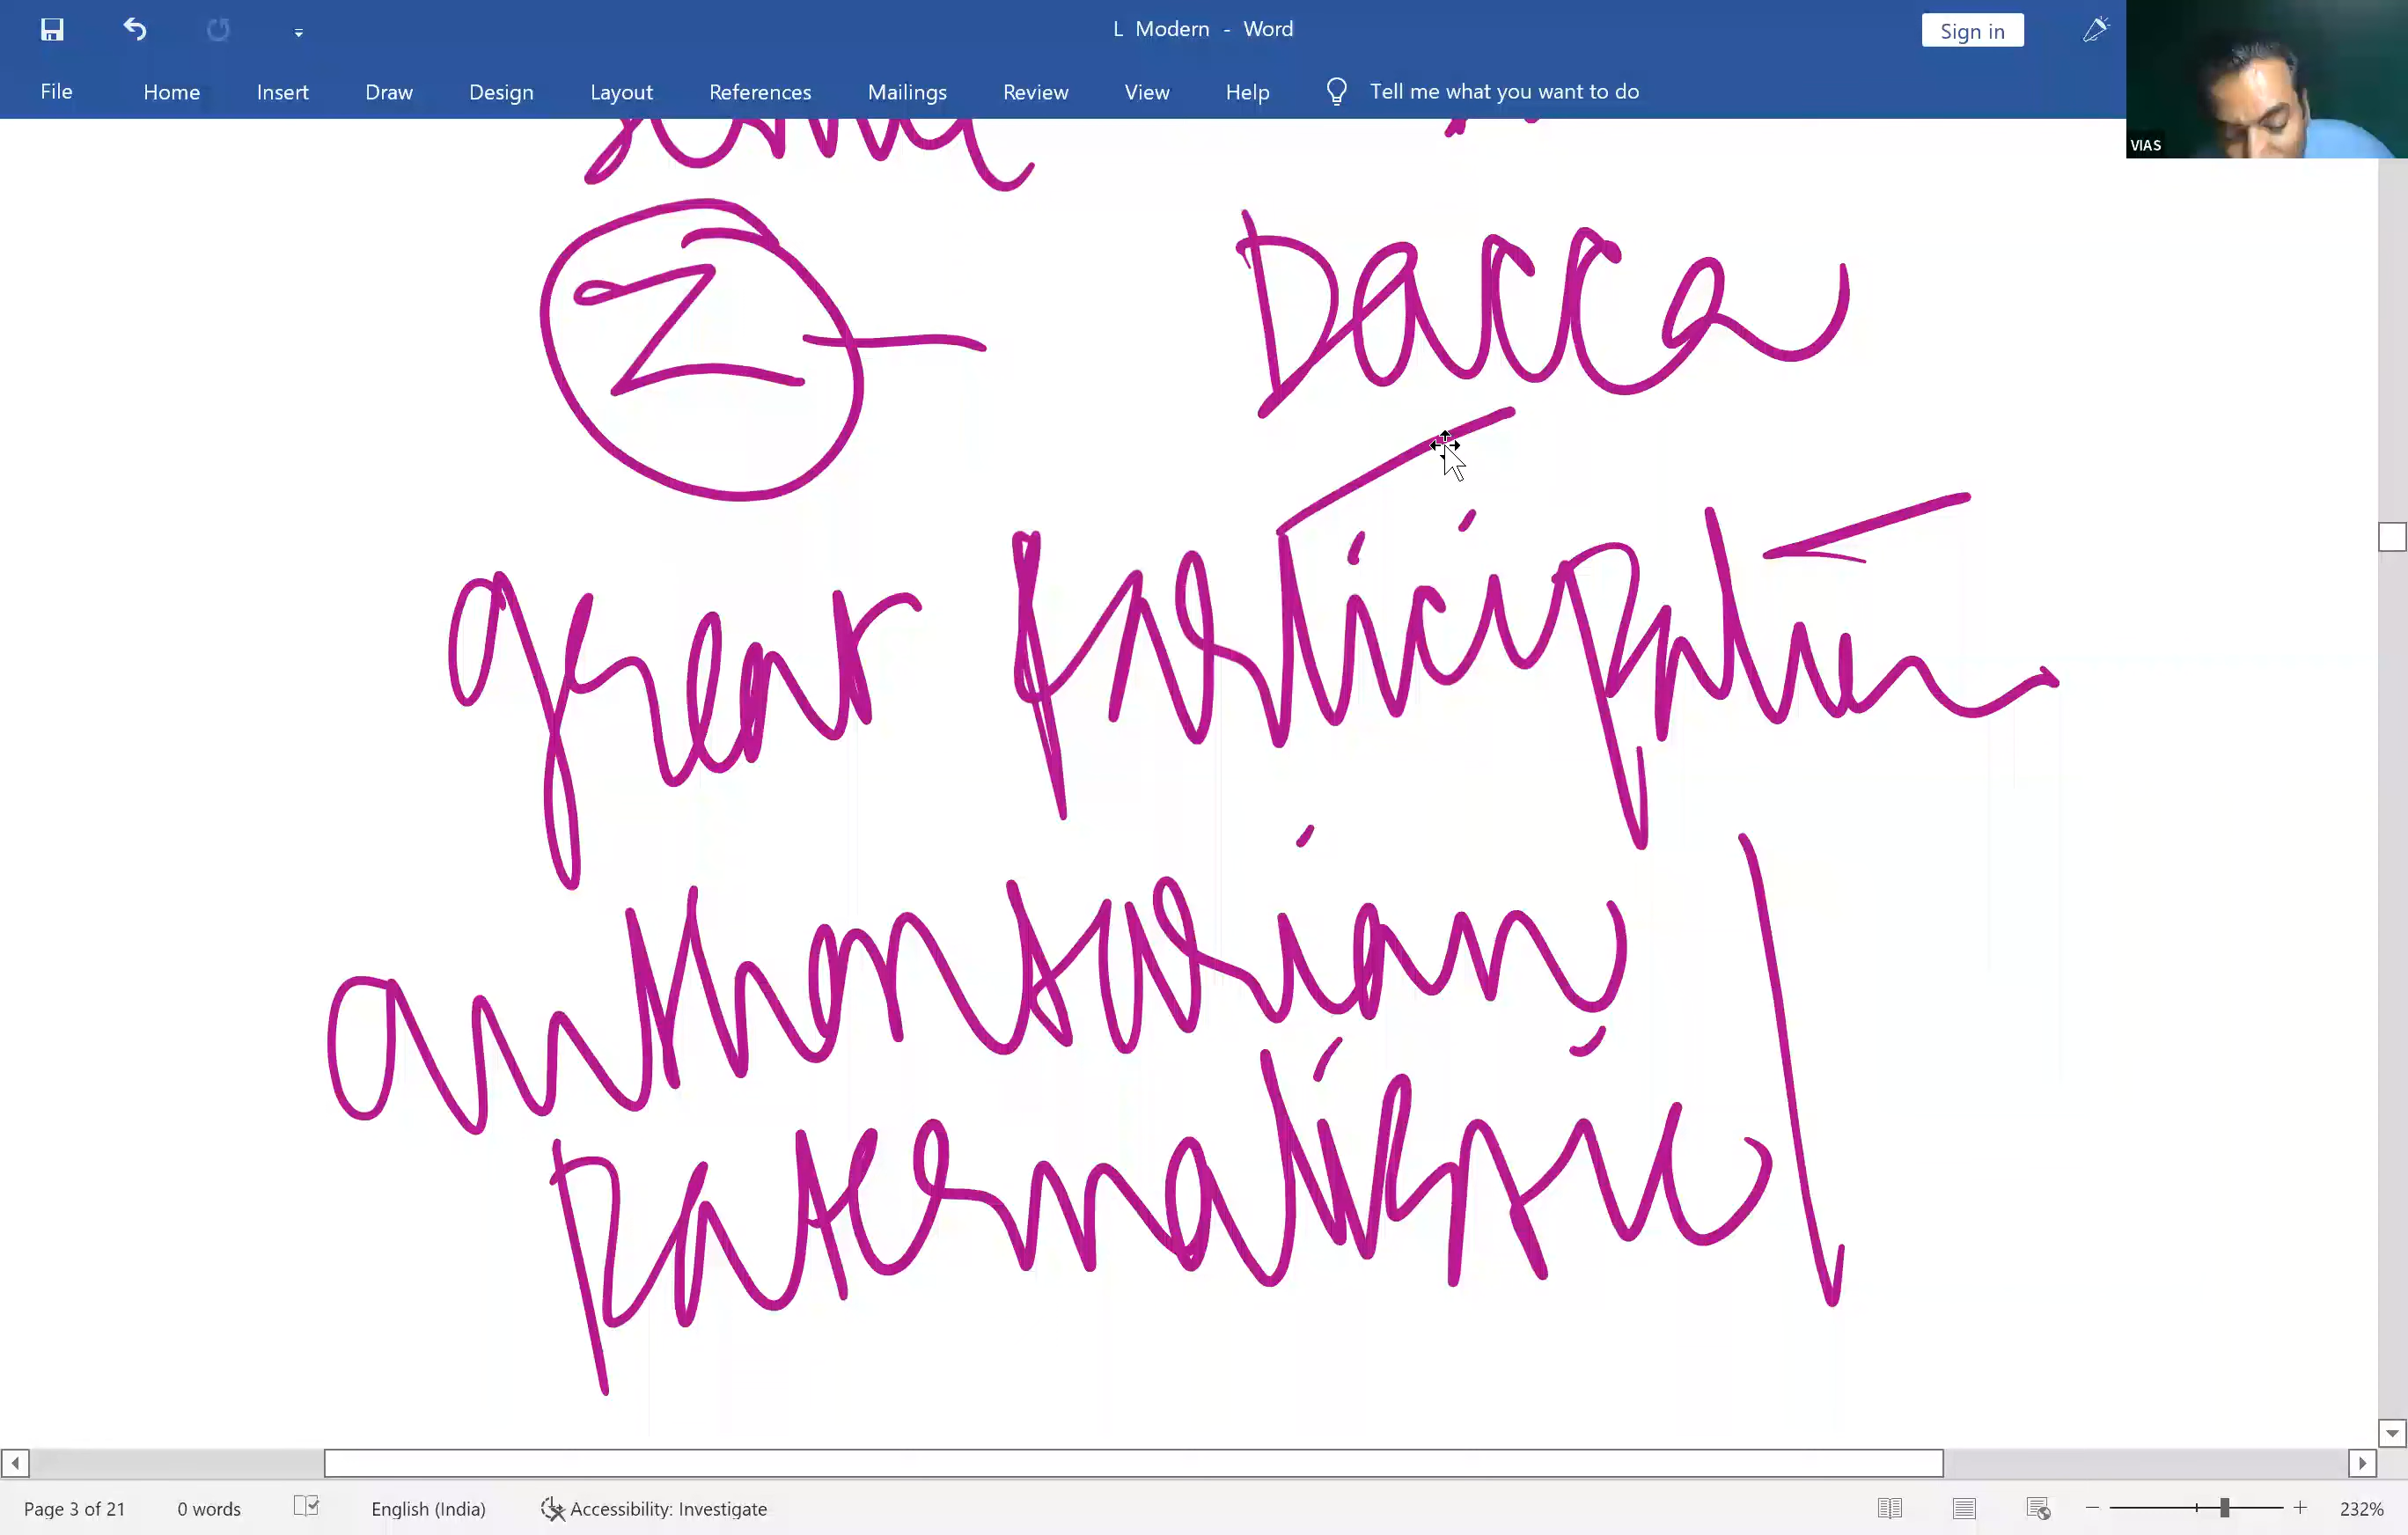 L Modern - Word
Sign in
File Home Insert Draw Design Layout References Mailings Review View Help Tell me what you want to do
VIAS
2 — Dacca
great participation
authoritarian
paternalistic
Page 3 of 21 0 words English (India) Accessibility: Investigate 232%